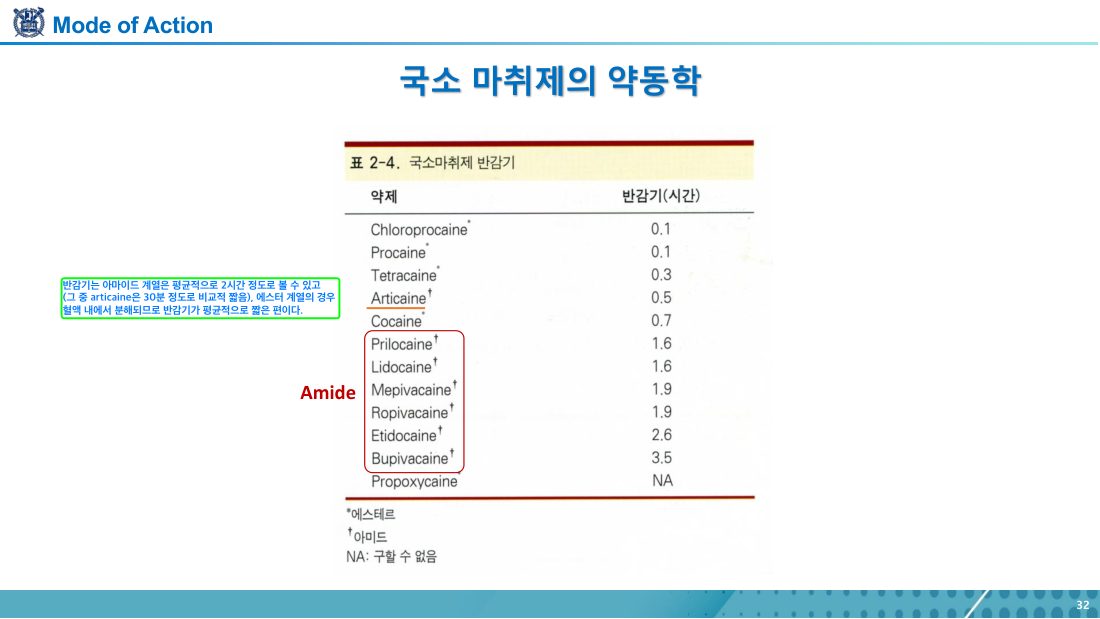 Mode of Action
국소 마취제의 약동학
표 2-4. 국소마취제 반감기
약제 반감기(시간)
Chloroprocaine* 0.1
Procaine* 0.1
Tetracaine* 0.3
Articaine† 0.5
Cocaine* 0.7
Prilocaine† 1.6
Lidocaine† 1.6
Mepivacaine† 1.9
Ropivacaine† 1.9
Etidocaine† 2.6
Bupivacaine† 3.5
Propoxycaine NA
*에스테르
†아미드
NA: 구할 수 없음
반감기는 아마이드 계열은 평균적으로 2시간 정도로 볼 수 있고
(그 중 articaine은 30분 정도로 비교적 짧음), 에스터 계열의 경우
혈액 내에서 분해되므로 반감기가 평균적으로 짧은 편이다.
Amide
32